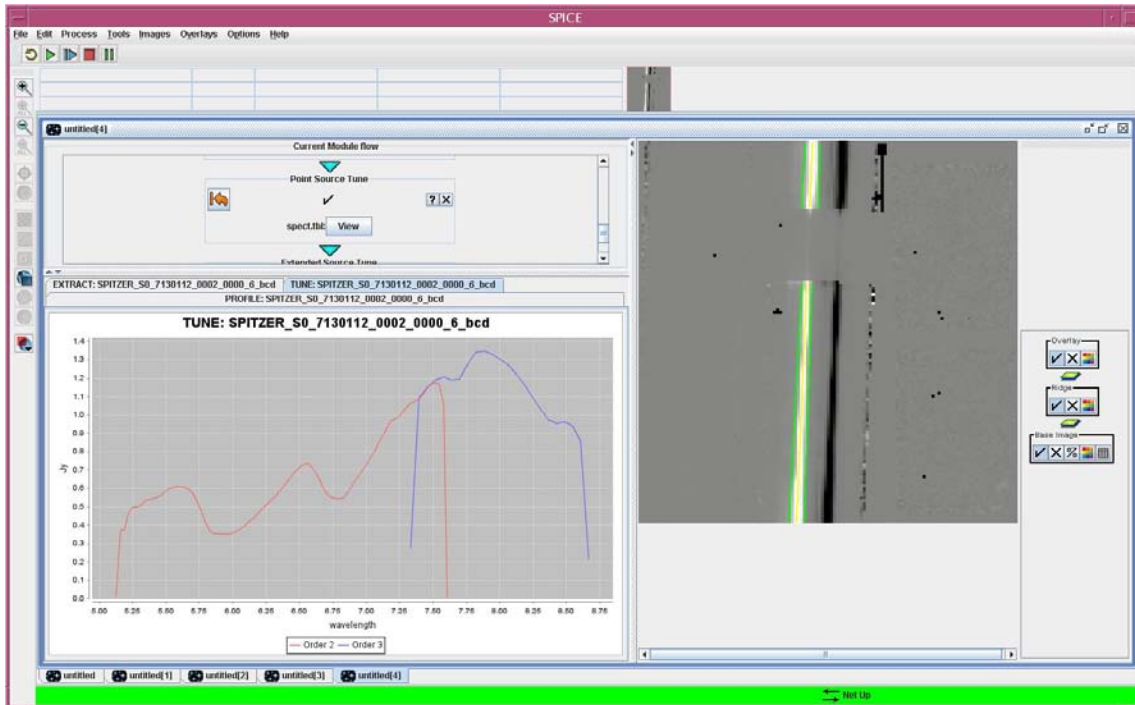 SPICE
File Edit Process Tools Images Overlays Options Help
untitled[4]
Current Module flow
Point Source Tune
? X
spect.tbl: View
Extended Source Tune
EXTRACT: SPITZER_S0_7130112_0002_0000_6_bcd TUNE: SPITZER_S0_7130112_0002_0000_6_bcd
PROFILE: SPITZER_S0_7130112_0002_0000_6_bcd
TUNE: SPITZER_S0_7130112_0002_0000_6_bcd
1.4
1.3
1.2
1.1
1.0
0.9
0.8
0.7
0.6
0.5
0.4
0.3
0.2
0.1
0.0
Jy
5.00 5.25 5.50 5.75 6.00 6.25 6.50 6.75 7.00 7.25 7.50 7.75 8.00 8.25 8.50 8.75
wavelength
Order 2 Order 3
Overlay
Ridge
Base Image
%
untitled untitled[1] untitled[2] untitled[3] untitled[4]
Net Up